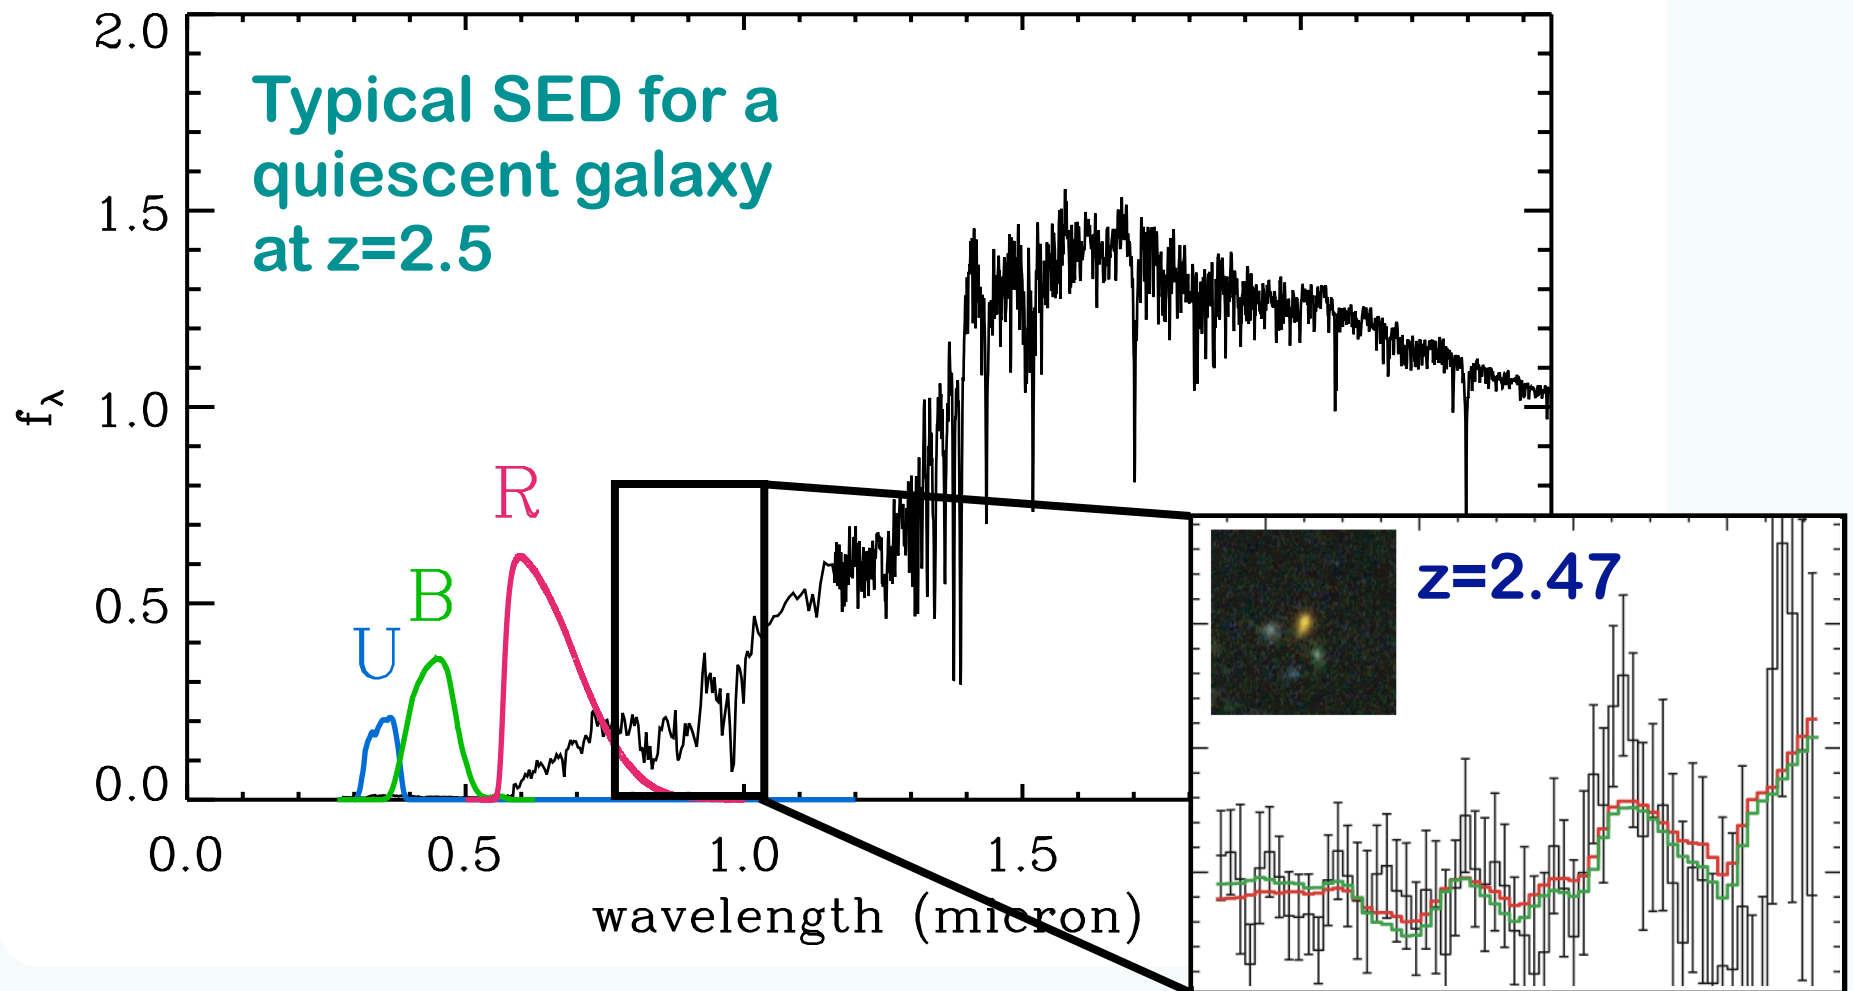 2.0
Typical SED for a
quiescent galaxy
at z=2.5
1.5
fλ
1.0
R
B
U
0.5
z=2.47
0.0
0.0 0.5 1.0 1.5
wavelength (micron)